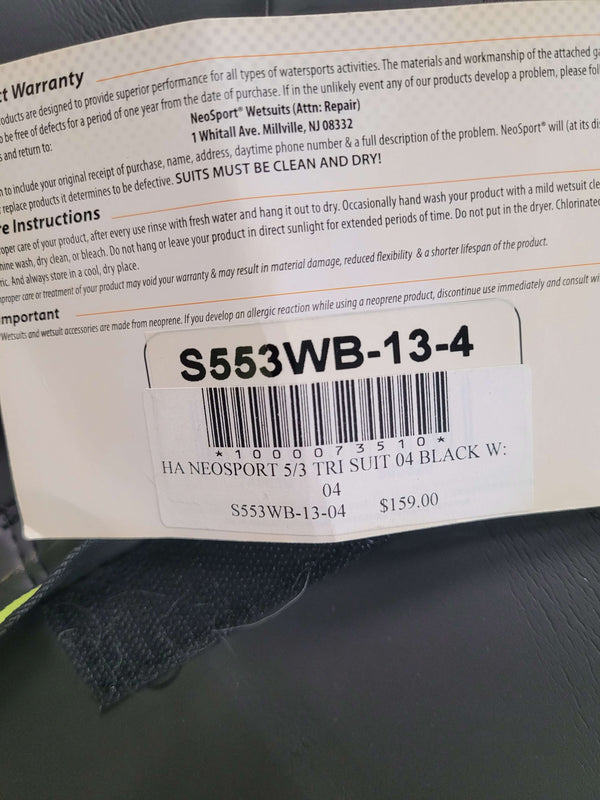 ct Warranty
oducts are designed to provide superior performance for all types of watersports activities. The materials and workmanship of the attached ga
o be free of defects for a period of one year from the date of purchase. If in the unlikely event any of our products develop a problem, please follo
s and return to:
NeoSport® Wetsuits (Attn: Repair)
1 Whitall Ave. Millville, NJ 08332
n to include your original receipt of purchase, name, address, daytime phone number & a full description of the problem. NeoSport® will (at its dis
replace products it determines to be defective. SUITS MUST BE CLEAN AND DRY!
re Instructions
oper care of your product, after every use rinse with fresh water and hang it out to dry. Occasionally hand wash your product with a mild wetsuit cle
hine wash, dry clean, or bleach. Do not hang or leave your product in direct sunlight for extended periods of time. Do not put in the dryer. Chlorinated
ric. And always store in a cool, dry place.
mproper care or treatment of your product may void your warranty & may result in material damage, reduced flexibility & a shorter lifespan of the product.
mportant
Wetsuits and wetsuit accessories are made from neoprene. If you develop an allergic reaction while using a neoprene product, discontinue use immediately and consult wi
S553WB-13-4
*1000073510*
HA NEOSPORT 5/3 TRI SUIT 04 BLACK W:
04
S553WB-13-04 $159.00